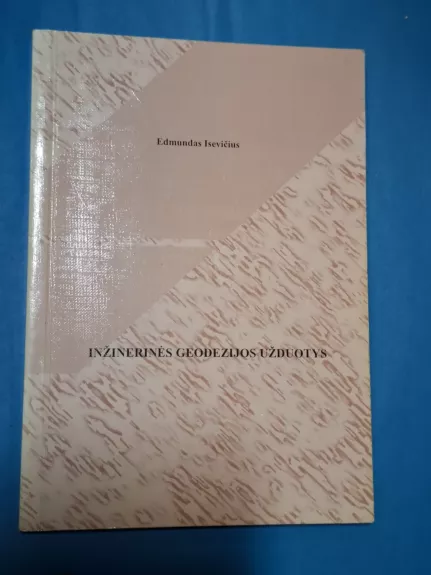 Edmundas Isevičius
INŽINERINĖS GEODEZIJOS UŽDUOTYS